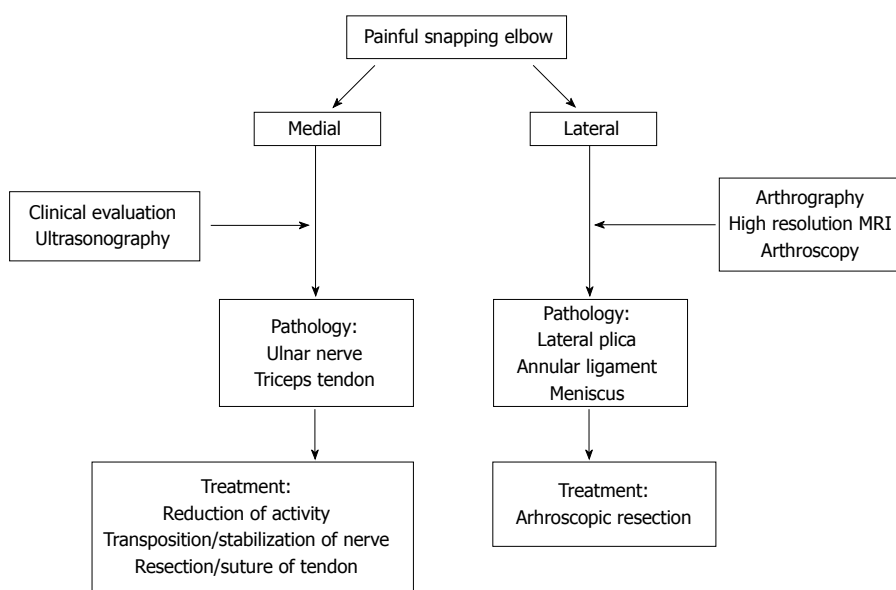 Painful snapping elbow
Medial
Lateral
Clinical evaluation
Ultrasonography
Arthrography
High resolution MRI
Arthroscopy
Pathology:
Ulnar nerve
Triceps tendon
Pathology:
Lateral plica
Annular ligament
Meniscus
Treatment:
Reduction of activity
Transposition/stabilization of nerve
Resection/suture of tendon
Treatment:
Arhroscopic resection